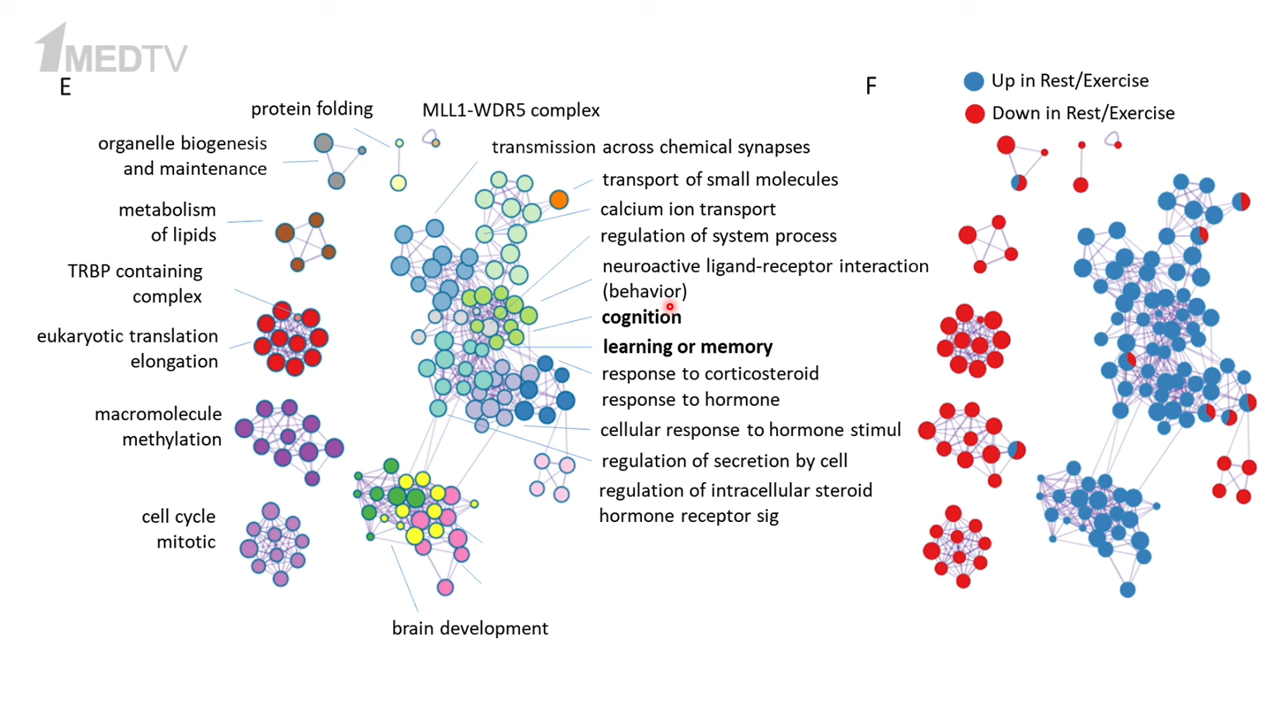 1MEDTV
E
F
Up in Rest/Exercise
Down in Rest/Exercise
protein folding
MLL1-WDR5 complex
organelle biogenesis
and maintenance
transmission across chemical synapses
transport of small molecules
metabolism
of lipids
calcium ion transport
regulation of system process
TRBP containing
complex
neuroactive ligand-receptor interaction
(behavior)
cognition
eukaryotic translation
elongation
learning or memory
response to corticosteroid
response to hormone
macromolecule
methylation
cellular response to hormone stimul
regulation of secretion by cell
regulation of intracellular steroid
hormone receptor sig
cell cycle
mitotic
brain development